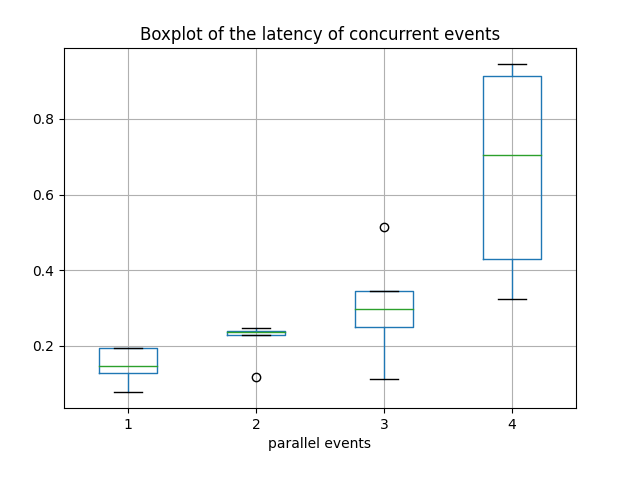 Boxplot of the latency of concurrent events
0.8
0.6
0.4
0.2
1 2 3 4
parallel events